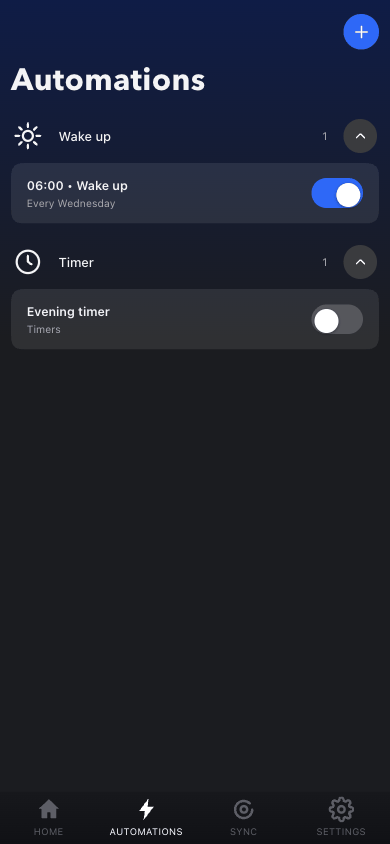 Automations
Wake up
1
06:00 • Wake up
Every Wednesday
Timer
1
Evening timer
Timers
HOME
AUTOMATIONS
SYNC
SETTINGS